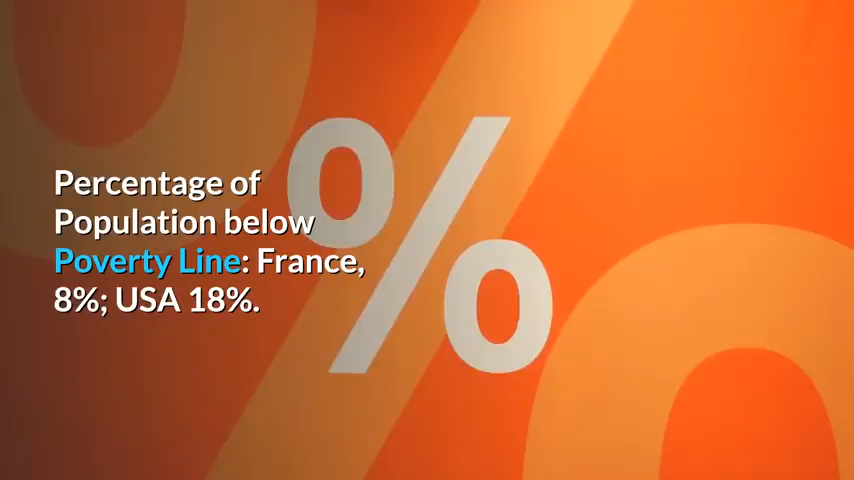 Percentage of
Population below
Poverty Line: France,
8%; USA 18%.
%